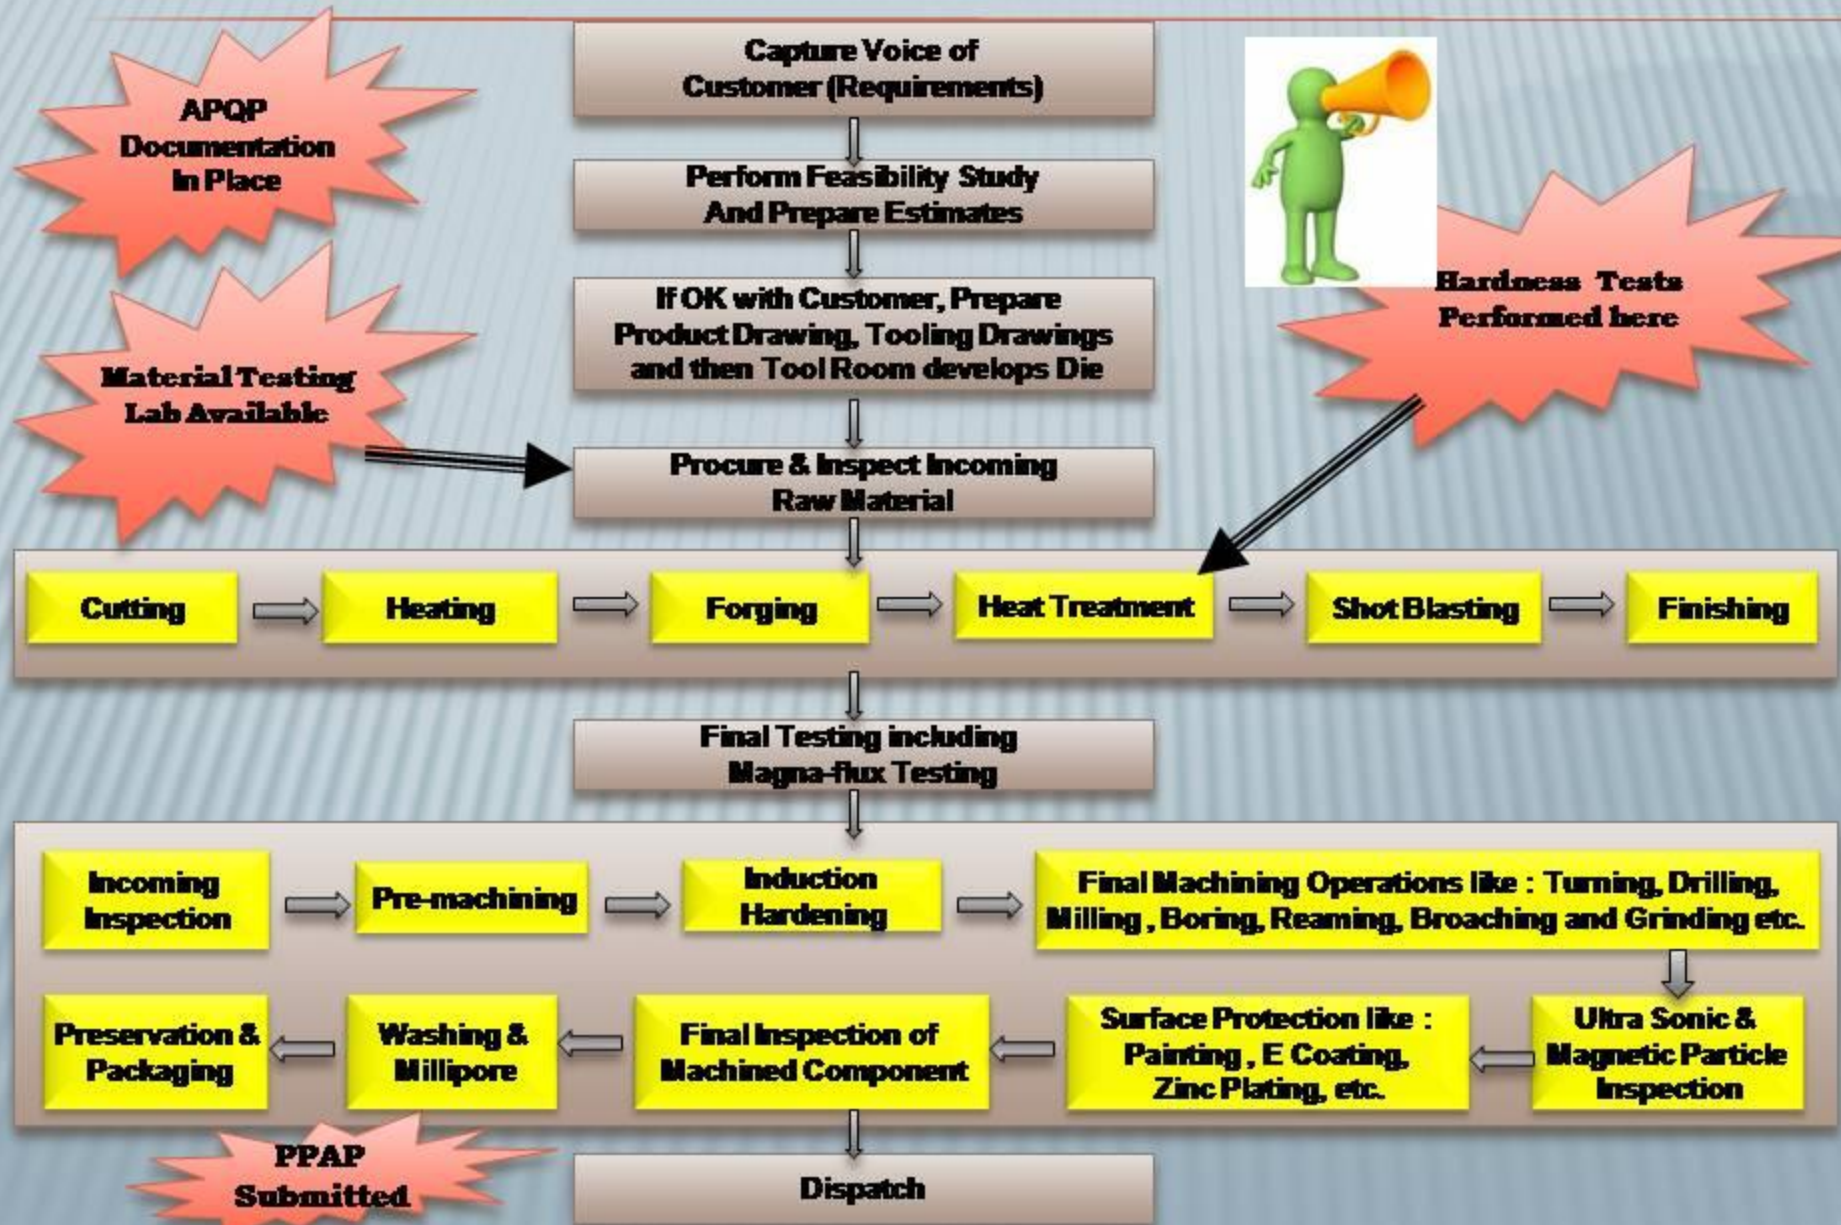 Capture Voice of
Customer (Requirements)
APQP
Documentation
In Place
Perform Feasibility Study
And Prepare Estimates
Hardness Tests
Performed here
If OK with Customer, Prepare
Product Drawing, Tooling Drawings
and then Tool Room develops Die
Material Testing
Lab Available
Procure & Inspect Incoming
Raw Material
Cutting
Heating
Forging
Heat Treatment
Shot Blasting
Finishing
Final Testing including
Magna-flux Testing
Incoming
Inspection
Pre-machining
Induction
Hardening
Final Machining Operations like : Turning, Drilling,
Milling , Boring, Reaming, Broaching and Grinding etc.
Ultra Sonic &
Magnetic Particle
Inspection
Surface Protection like :
Painting , E Coating,
Zinc Plating, etc.
Final Inspection of
Machined Component
Washing &
Millipore
Preservation &
Packaging
PPAP
Submitted
Dispatch